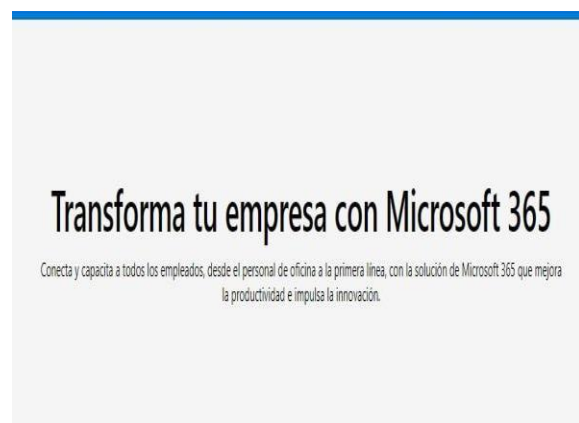 Transforma tu empresa con Microsoft 365
Conecta y capacita a todos los empleados, desde el personal de oficina a la primera línea, con la solución de Microsoft 365 que mejora
la productividad e impulsa la innovación.